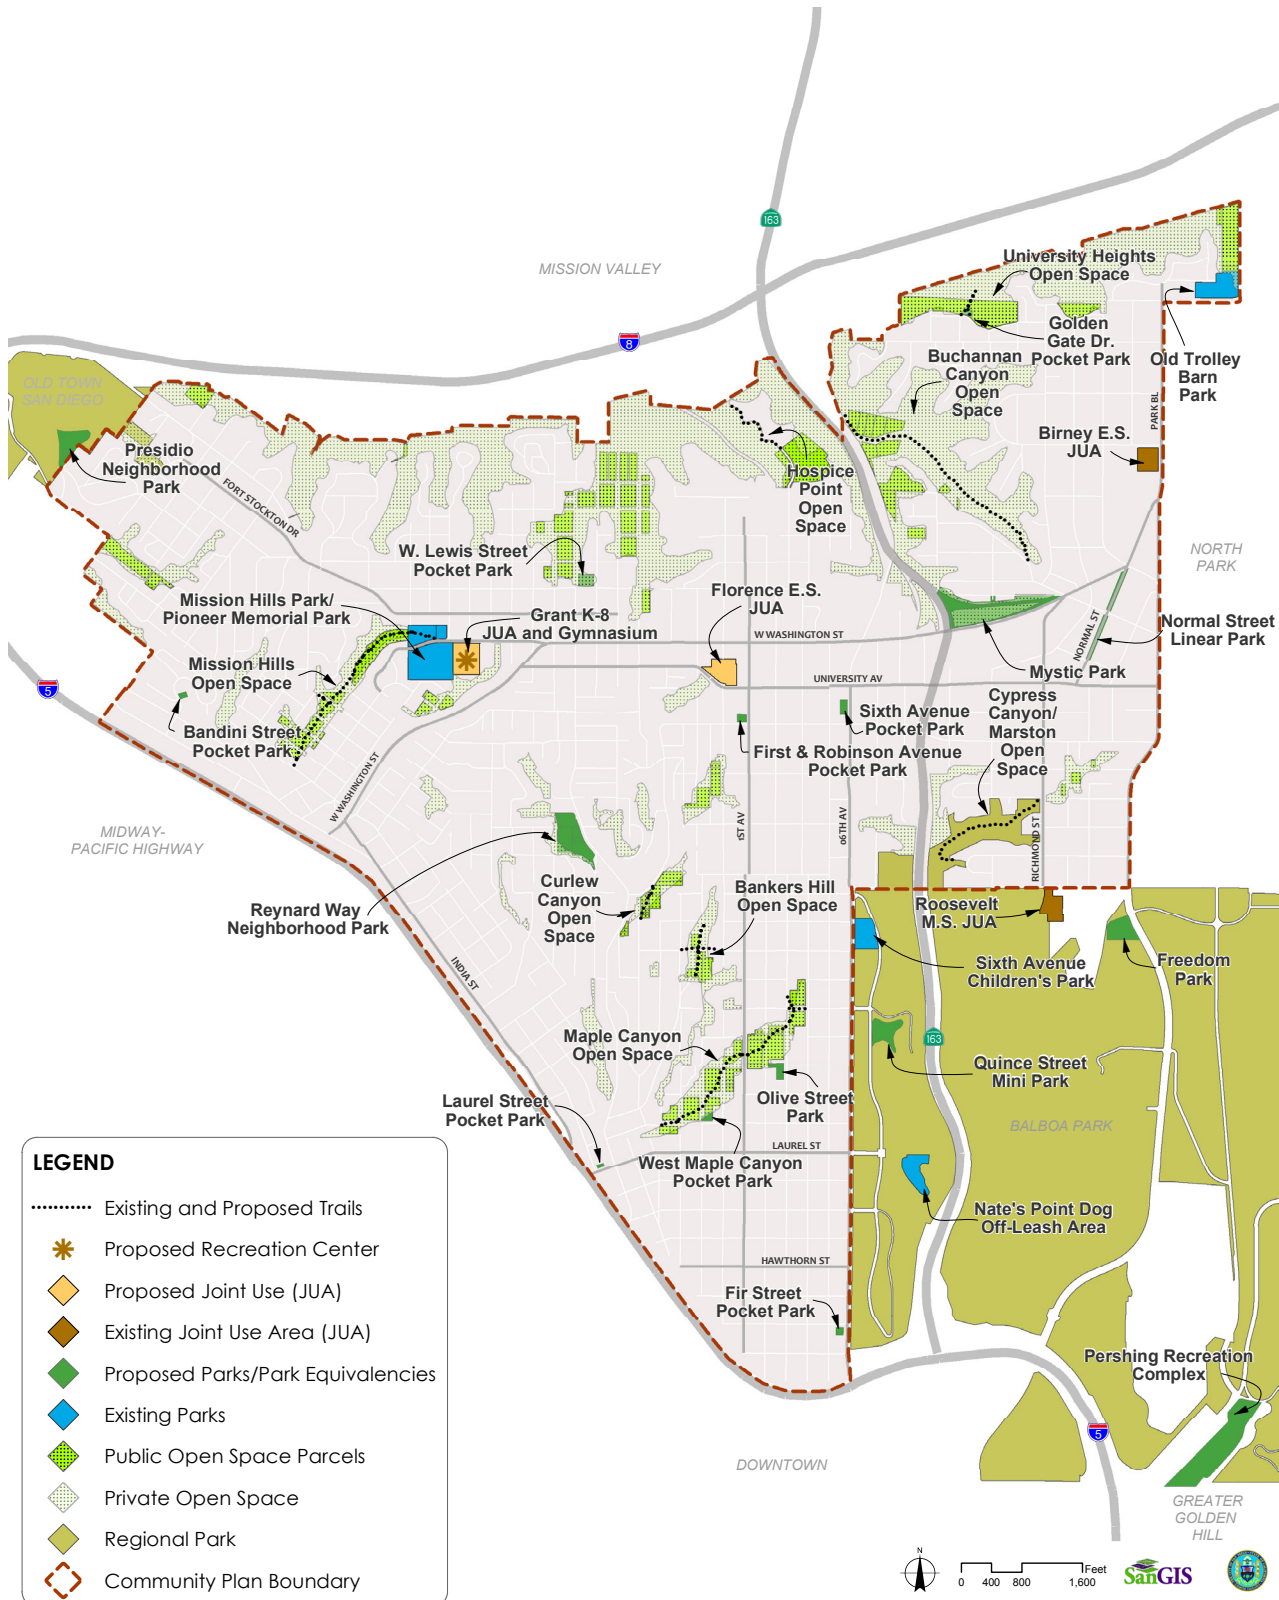 163
MISSION VALLEY
8
University Heights
Open Space
Golden
Gate Dr.
Pocket Park
Buchannan
Canyon
Open
Space
Old Trolley
Barn
Park
PARK BL
OLD TOWN
SAN DIEGO
Presidio
Neighborhood
Park
FORT STOCKTON DR
Birney E.S.
JUA
Hospice
Point
Open
Space
NORTH
PARK
W. Lewis Street
Pocket Park
Florence E.S.
JUA
Mission Hills Park/
Pioneer Memorial Park
Grant K-8
JUA and Gymnasium
W WASHINGTON ST
NORMAL ST
Normal Street
Linear Park
Mission Hills
Open Space
Mystic Park
UNIVERSITY AV
5
Bandini Street
Pocket Park
Sixth Avenue
Pocket Park
First & Robinson Avenue
Pocket Park
Cypress
Canyon/
Marston
Open
Space
W WASHINGTON ST
1ST AV
06TH AV
RICHMOND ST
MIDWAY-
PACIFIC HIGHWAY
Reynard Way
Neighborhood Park
Curlew
Canyon
Open
Space
Bankers Hill
Open Space
Roosevelt
M.S. JUA
INDIA ST
Sixth Avenue
Children's Park
Freedom
Park
Maple Canyon
Open Space
163
Quince Street
Mini Park
Olive Street
Park
Laurel Street
Pocket Park
BALBOA PARK
LAUREL ST
West Maple Canyon
Pocket Park
Nate's Point Dog
Off-Leash Area
HAWTHORN ST
Fir Street
Pocket Park
Pershing Recreation
Complex
5
DOWNTOWN
GREATER
GOLDEN
HILL
LEGEND
Existing and Proposed Trails
Proposed Recreation Center
Proposed Joint Use (JUA)
Existing Joint Use Area (JUA)
Proposed Parks/Park Equivalencies
Existing Parks
Public Open Space Parcels
Private Open Space
Regional Park
Community Plan Boundary
N
Feet
0 400 800 1,600
SanGIS